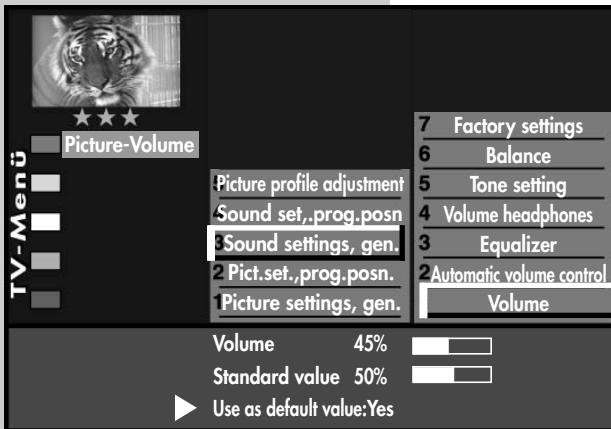 TV-Menü
Picture-Volume
5 Picture profile adjustment
4 Sound set,.prog.posn
3 Sound settings, gen.
2 Pict.set.,prog.posn.
1 Picture settings, gen.
7 Factory settings
6 Balance
5 Tone setting
4 Volume headphones
3 Equalizer
2 Automatic volume control
Volume
Volume 45%
Standard value 50%
Use as default value:Yes